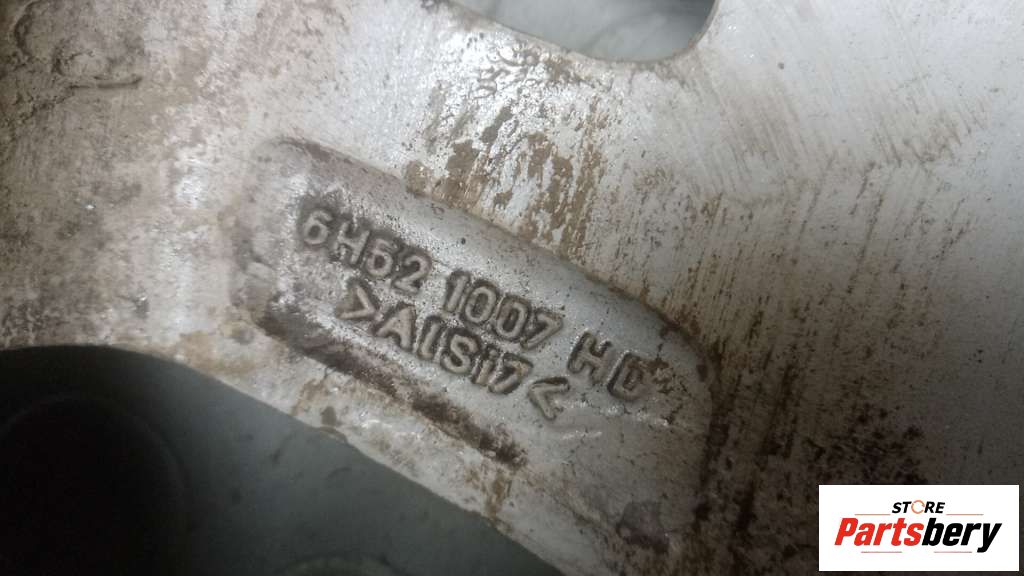 6H52 1007 HD
>AlSi7<
STORE
Partsbery